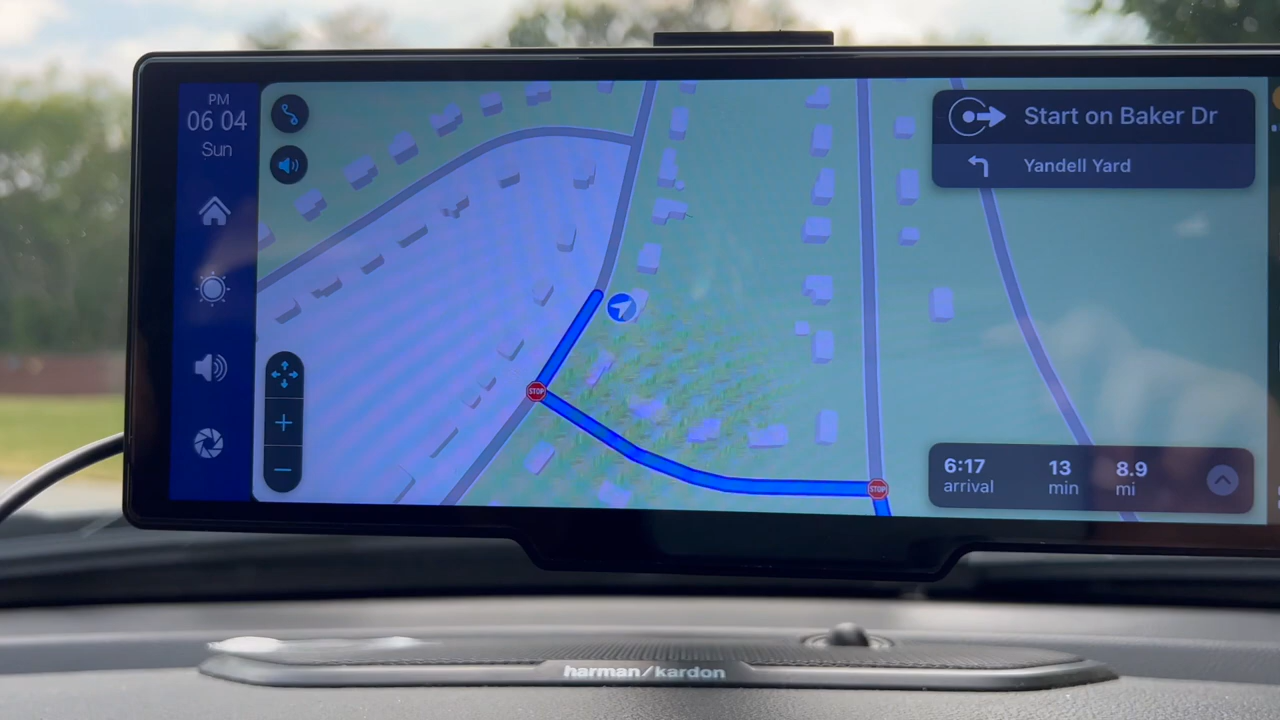 PM
06 04
Sun
Start on Baker Dr
Yandell Yard
STOP
STOP
6:17 13 8.9
arrival min mi
harman/kardon